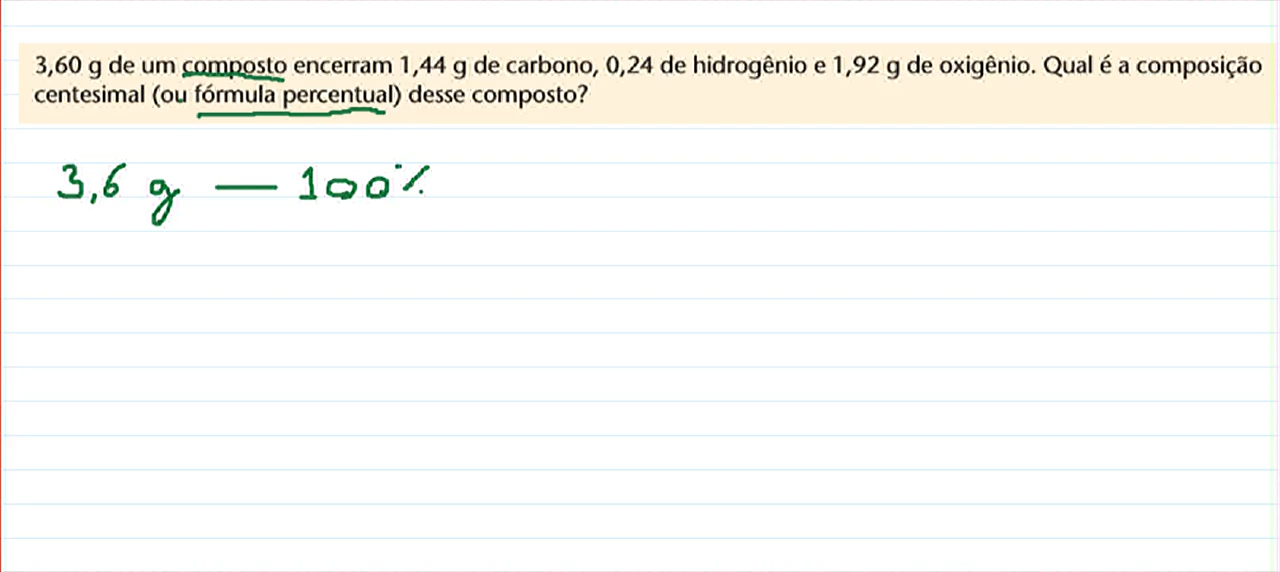 3,60 g de um composto encerram 1,44 g de carbono, 0,24 de hidrogênio e 1,92 g de oxigênio. Qual é a composição
centesimal (ou fórmula percentual) desse composto?
3,6 g — 100%